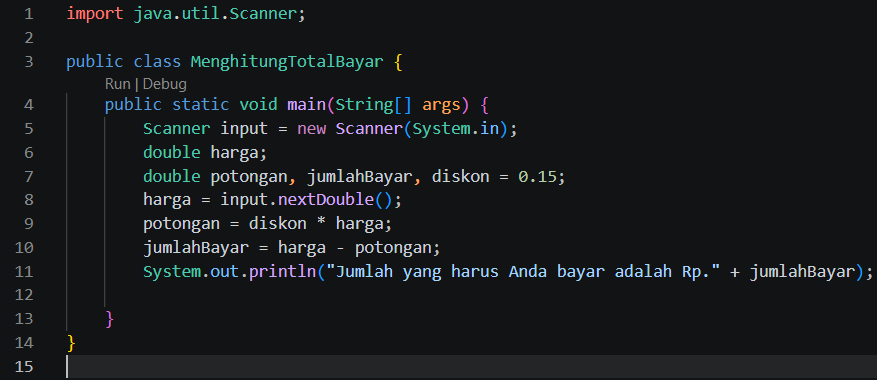 1 import java.util.Scanner;
2
3 public class MenghitungTotalBayar {
Run | Debug
4 public static void main(String[] args) {
5 Scanner input = new Scanner(System.in);
6 double harga;
7 double potongan, jumlahBayar, diskon = 0.15;
8 harga = input.nextDouble();
9 potongan = diskon * harga;
10 jumlahBayar = harga - potongan;
11 System.out.println("Jumlah yang harus Anda bayar adalah Rp." + jumlahBayar);
12
13 }
14 }
15